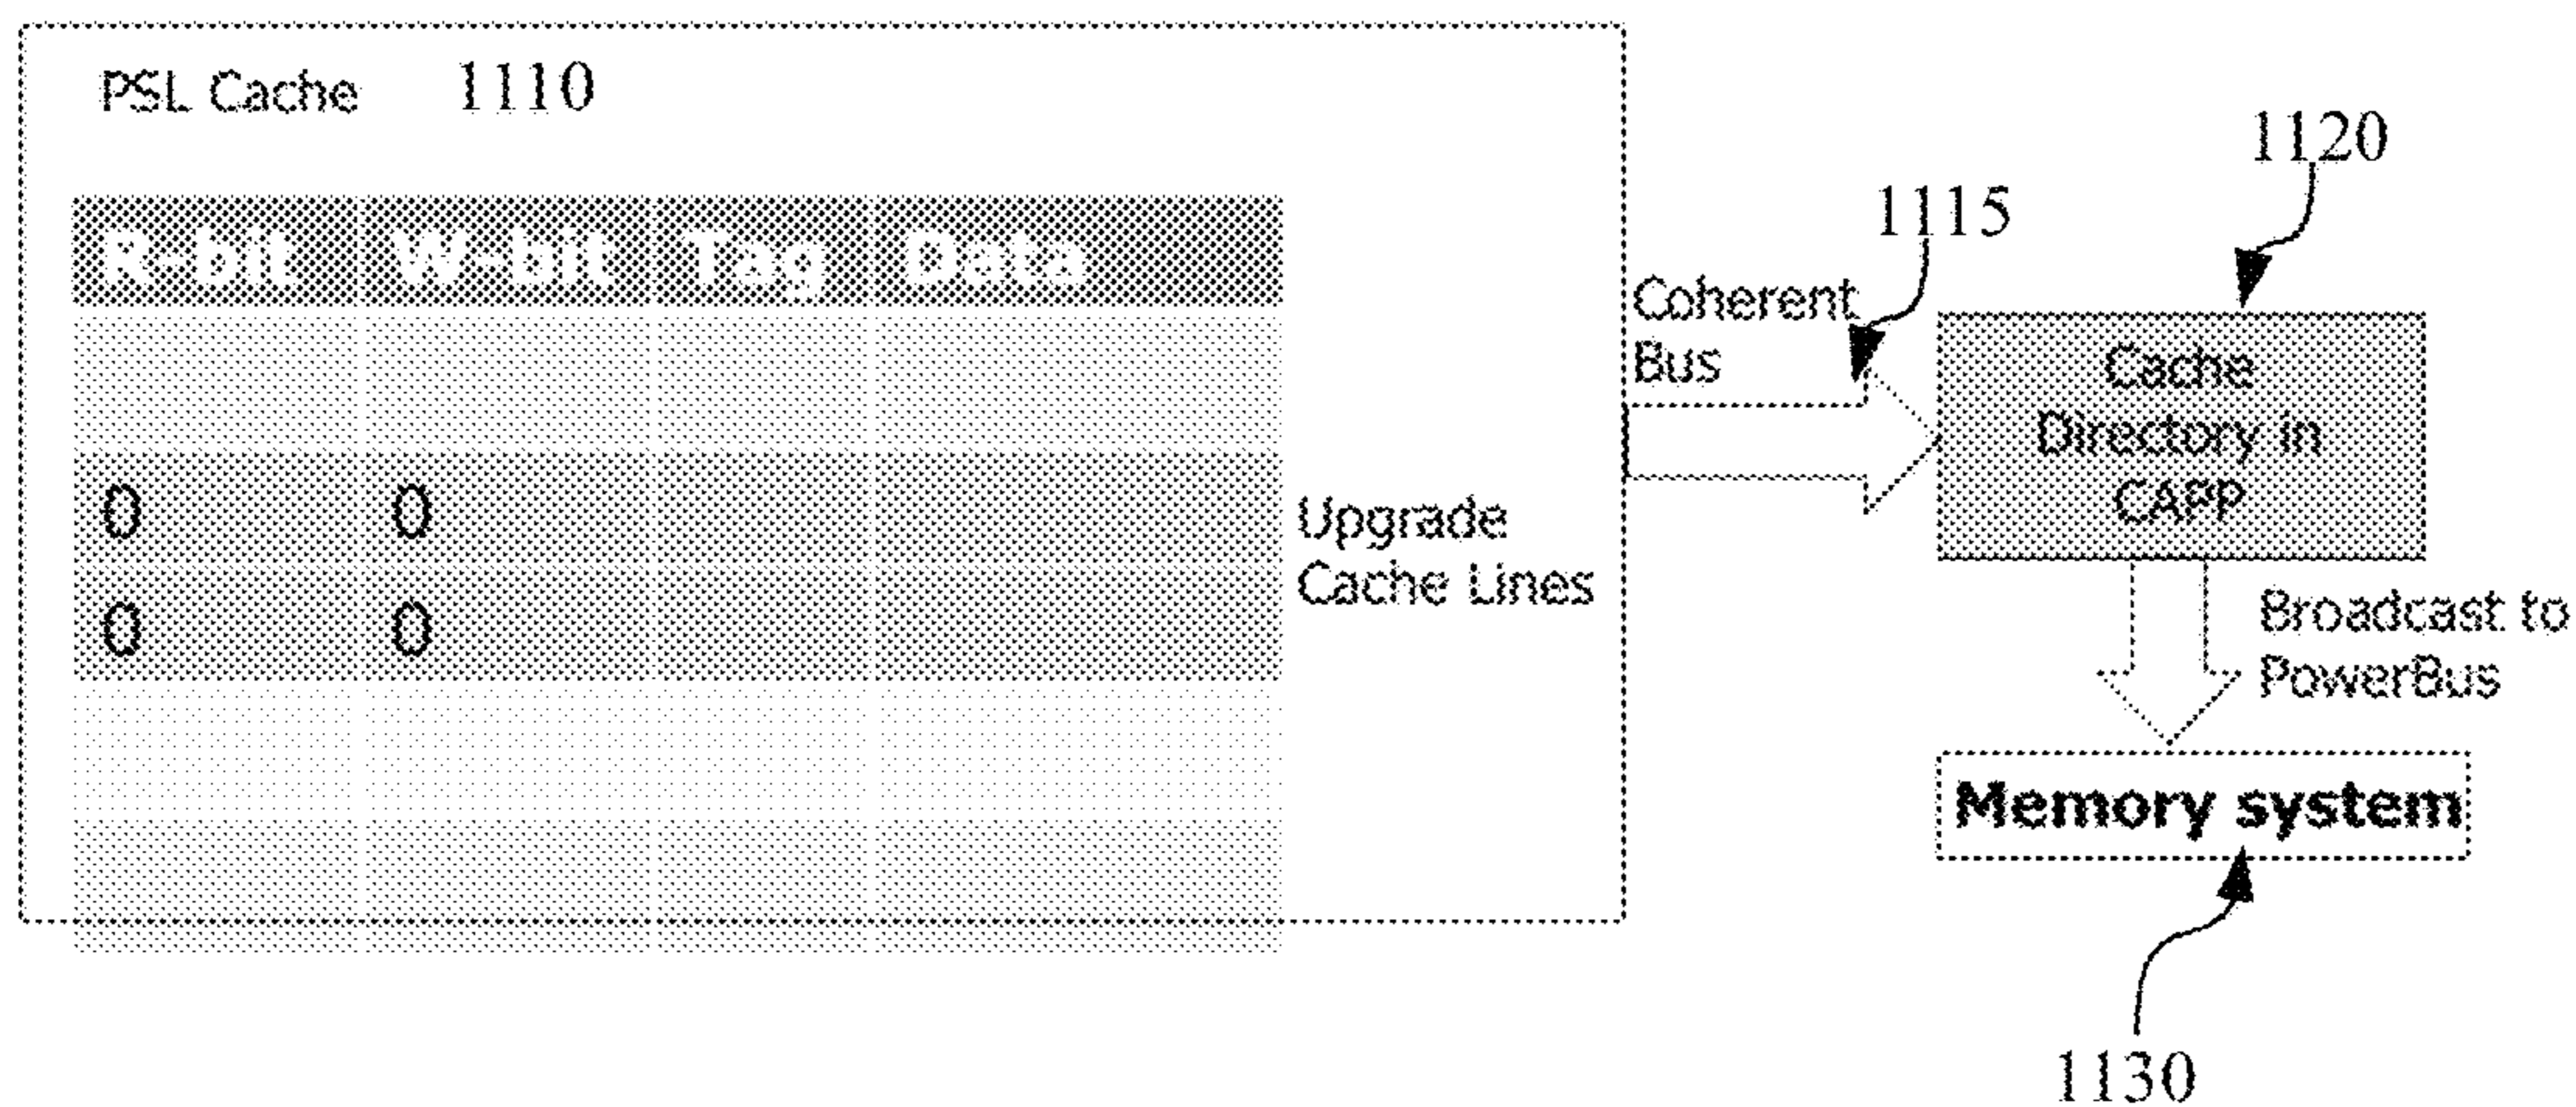 PSL Cache 1110
R-bit W-bit Tag Data
0 0
0 0
Upgrade
Cache Lines
Coherent
Bus
1115
1120
Cache
Directory in
CAPP
Broadcast to
PowerBus
Memory system
1130